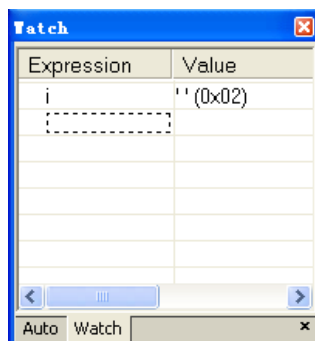 Watch
Expression Value
i ' ' (0x02)
Auto Watch